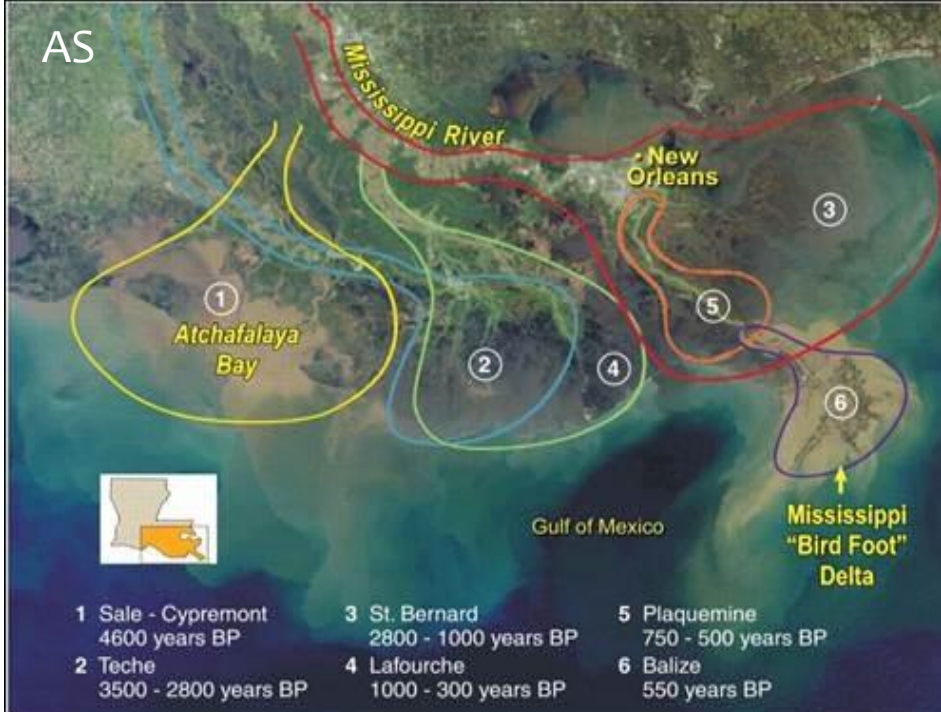 AS
Mississippi River
New
Orleans
3
1
Atchafalaya
Bay
5
2
4
6
Gulf of Mexico
Mississippi
“Bird Foot”
Delta
1 Sale - Cypremont
4600 years BP
2 Teche
3500 - 2800 years BP
3 St. Bernard
2800 - 1000 years BP
4 Lafourche
1000 - 300 years BP
5 Plaquemine
750 - 500 years BP
6 Balize
550 years BP